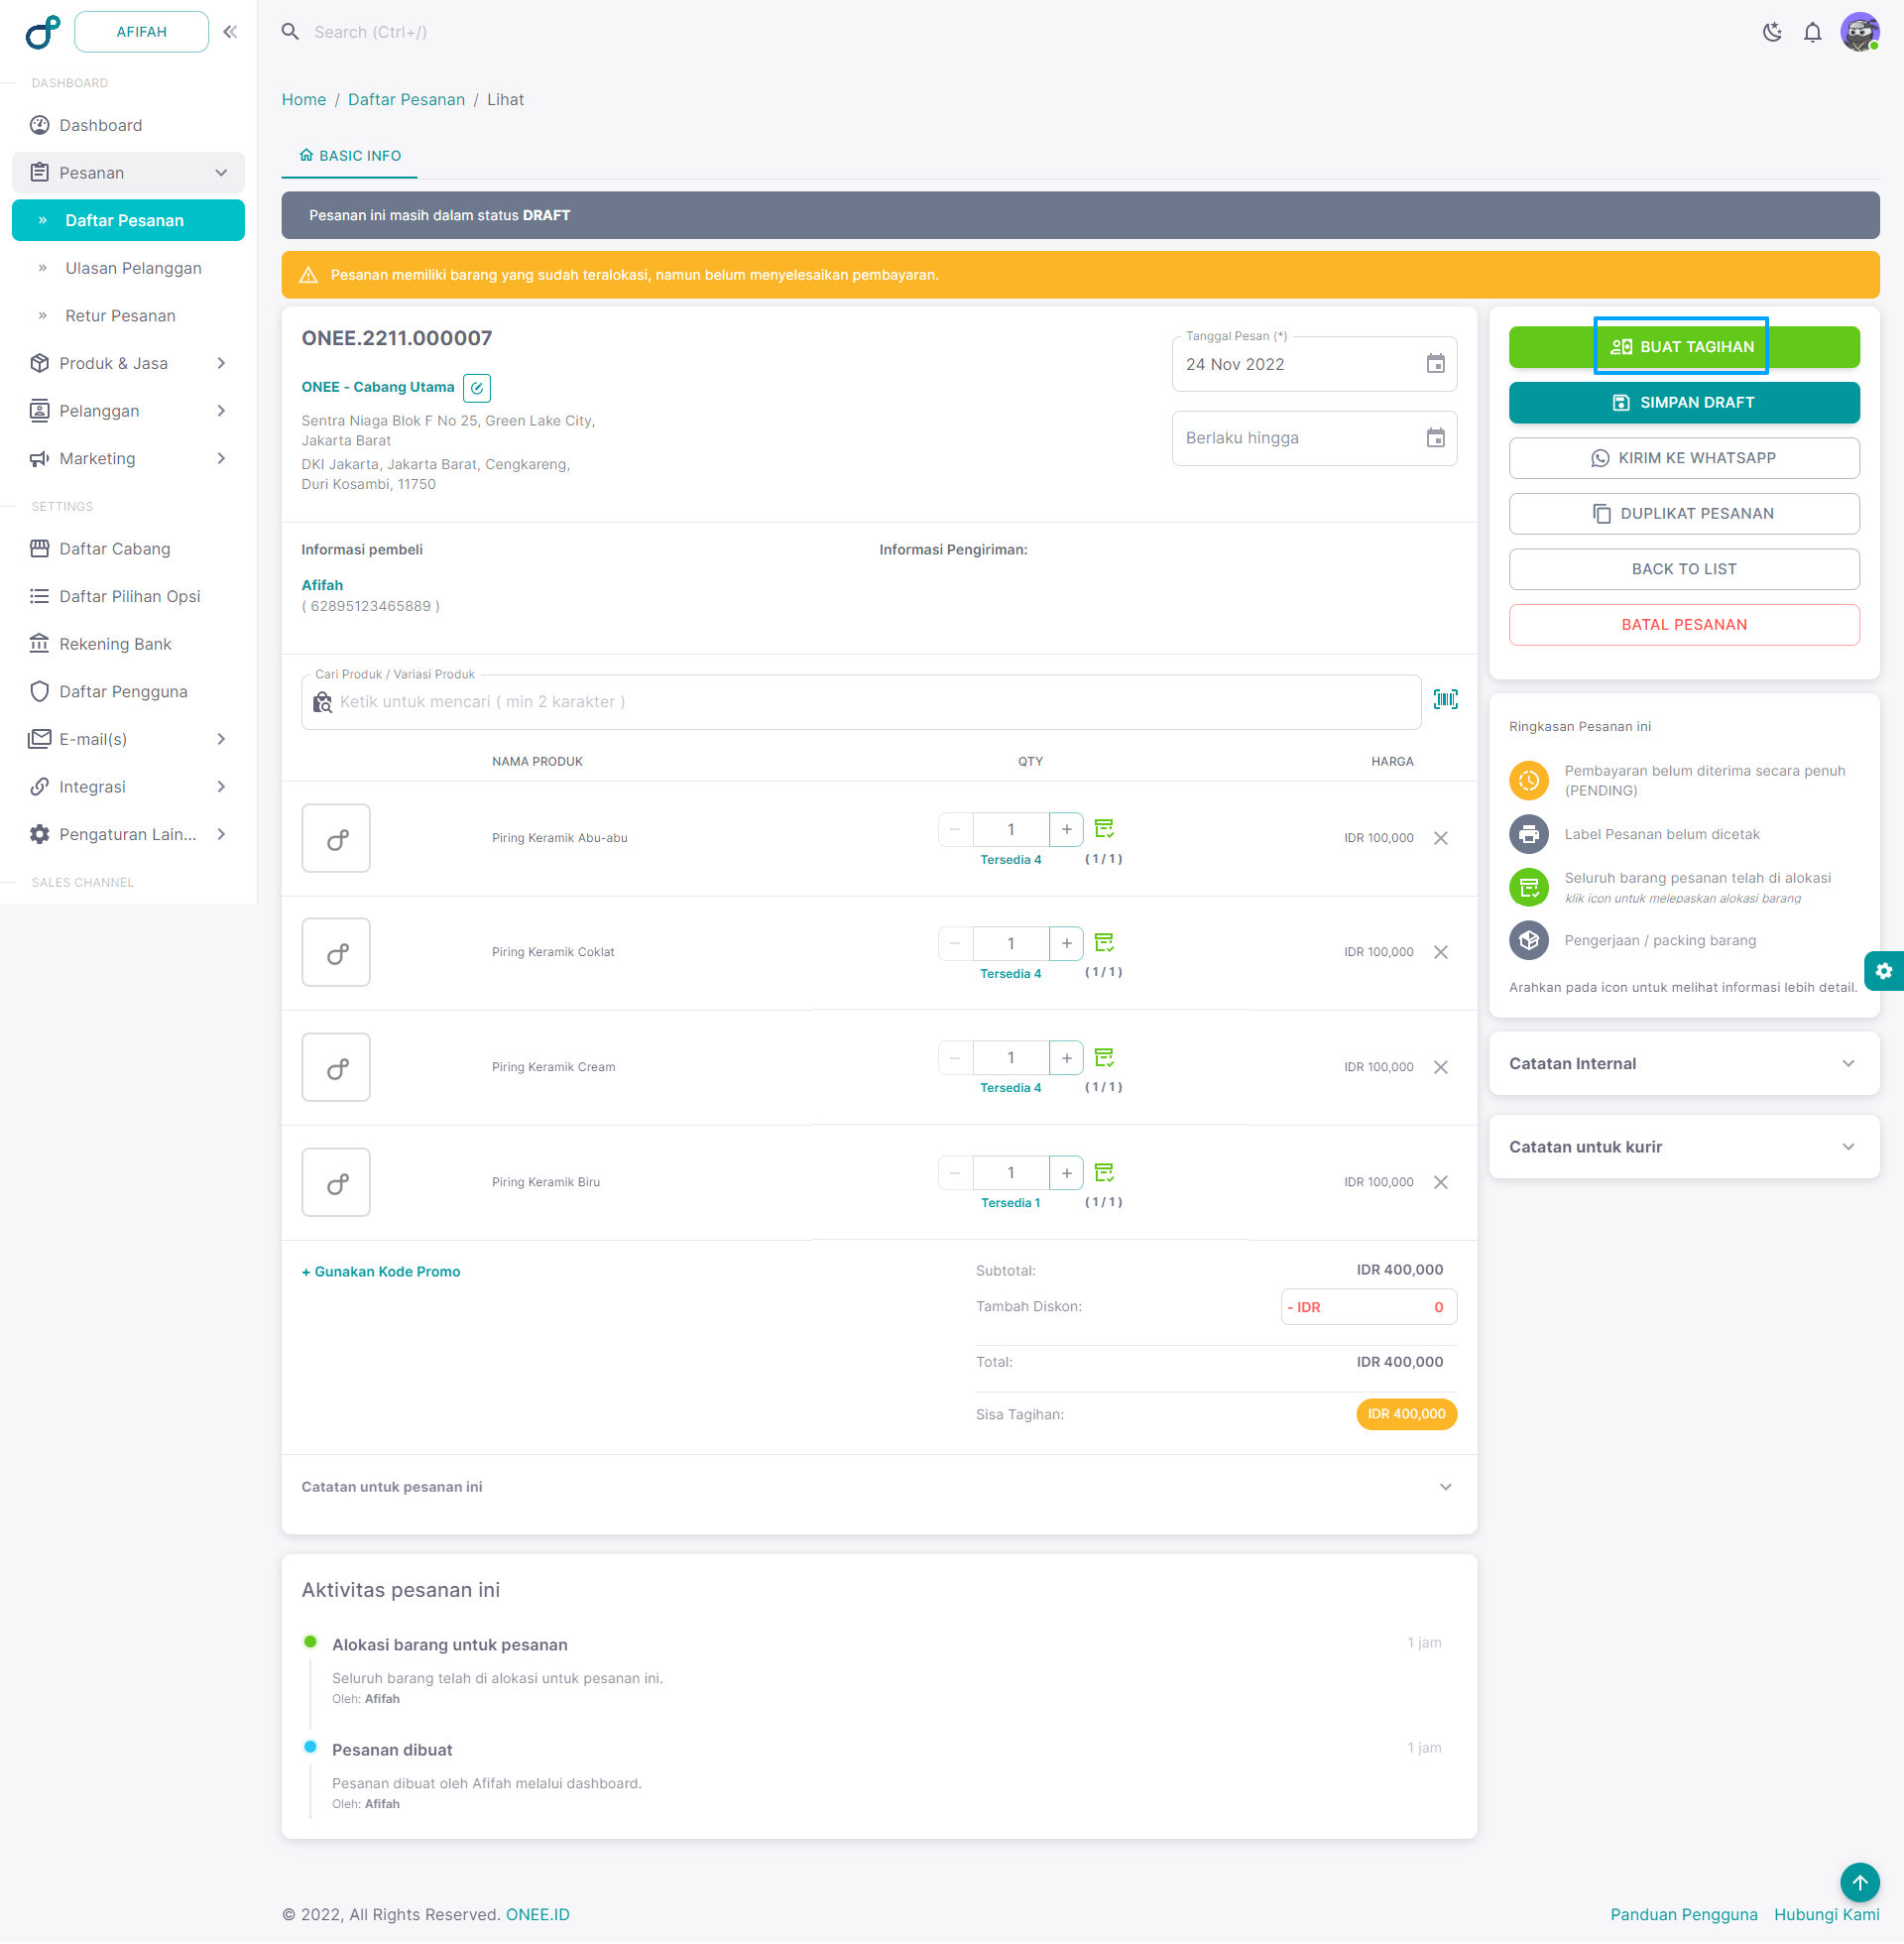 AFIFAH
Search (Ctrl+/)
DASHBOARD
Dashboard
Pesanan
Daftar Pesanan
Ulasan Pelanggan
Retur Pesanan
Produk & Jasa
Pelanggan
Marketing
SETTINGS
Daftar Cabang
Daftar Pilihan Opsi
Rekening Bank
Daftar Pengguna
E-mail(s)
Integrasi
Pengaturan Lain...
SALES CHANNEL
Home / Daftar Pesanan / Lihat
BASIC INFO
Pesanan ini masih dalam status DRAFT
Pesanan memiliki barang yang sudah teralokasi, namun belum menyelesaikan pembayaran.
ONEE.2211.000007
ONEE - Cabang Utama
Sentra Niaga Blok F No 25, Green Lake City,
Jakarta Barat
DKI Jakarta, Jakarta Barat, Cengkareng,
Duri Kosambi, 11750
Tanggal Pesan (*)
24 Nov 2022
Berlaku hingga
Informasi pembeli
Afifah
( 62895123465889 )
Informasi Pengiriman:
Cari Produk / Variasi Produk
Ketik untuk mencari ( min 2 karakter )
NAMA PRODUK QTY HARGA
Piring Keramik Abu-abu − 1 + IDR 100,000
Tersedia 4 ( 1 / 1 )
Piring Keramik Coklat − 1 + IDR 100,000
Tersedia 4 ( 1 / 1 )
Piring Keramik Cream − 1 + IDR 100,000
Tersedia 4 ( 1 / 1 )
Piring Keramik Biru − 1 + IDR 100,000
Tersedia 1 ( 1 / 1 )
+ Gunakan Kode Promo
Subtotal: IDR 400,000
Tambah Diskon: - IDR 0
Total: IDR 400,000
Sisa Tagihan: IDR 400,000
Catatan untuk pesanan ini
Aktivitas pesanan ini
Alokasi barang untuk pesanan 1 jam
Seluruh barang telah di alokasi untuk pesanan ini.
Oleh: Afifah
Pesanan dibuat 1 jam
Pesanan dibuat oleh Afifah melalui dashboard.
Oleh: Afifah
BUAT TAGIHAN
SIMPAN DRAFT
KIRIM KE WHATSAPP
DUPLIKAT PESANAN
BACK TO LIST
BATAL PESANAN
Ringkasan Pesanan ini
Pembayaran belum diterima secara penuh
(PENDING)
Label Pesanan belum dicetak
Seluruh barang pesanan telah di alokasi
klik icon untuk melepaskan alokasi barang
Pengerjaan / packing barang
Arahkan pada icon untuk melihat informasi lebih detail.
Catatan Internal
Catatan untuk kurir
© 2022, All Rights Reserved. ONEE.ID
Panduan Pengguna Hubungi Kami